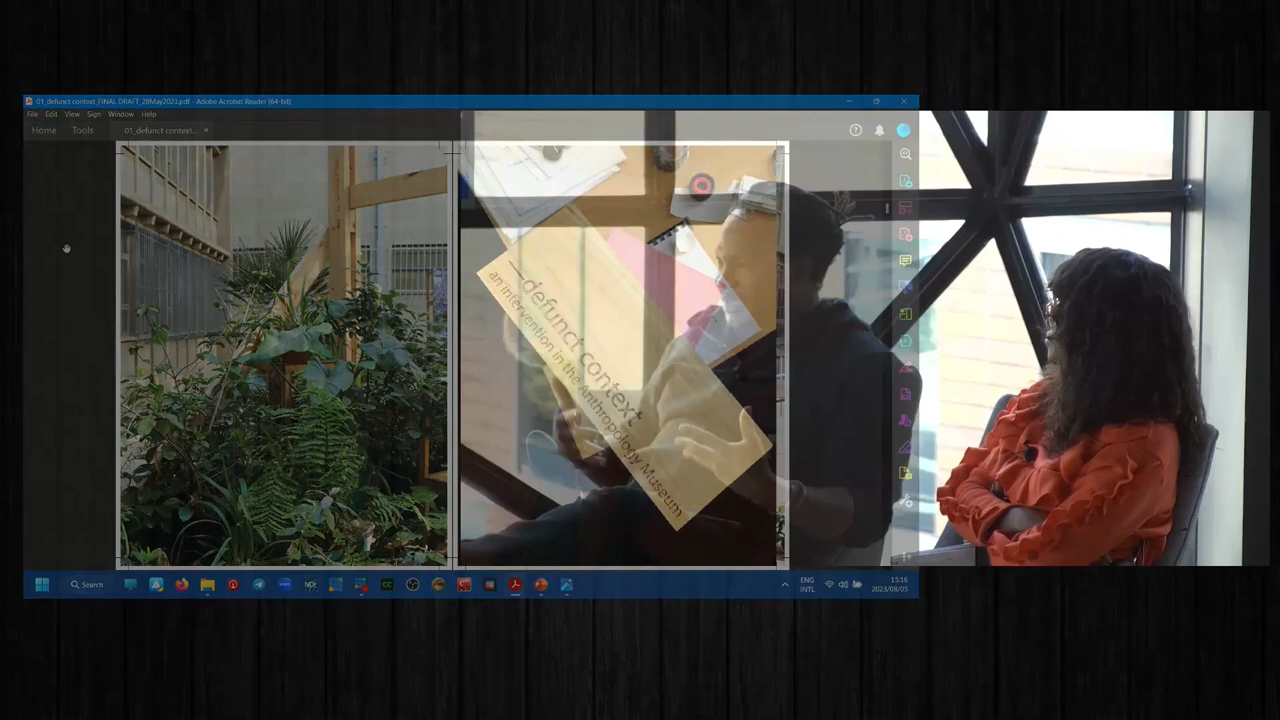 01_defunct context_FINAL DRAFT_28May2023.pdf - Adobe Acrobat Reader (64-bit)
File Edit View Sign Window Help
Home Tools 01_defunct context... ×
—defunct context
an intervention in the Anthropology Museum
Search
ENG
INTL
15:16
2023/08/05